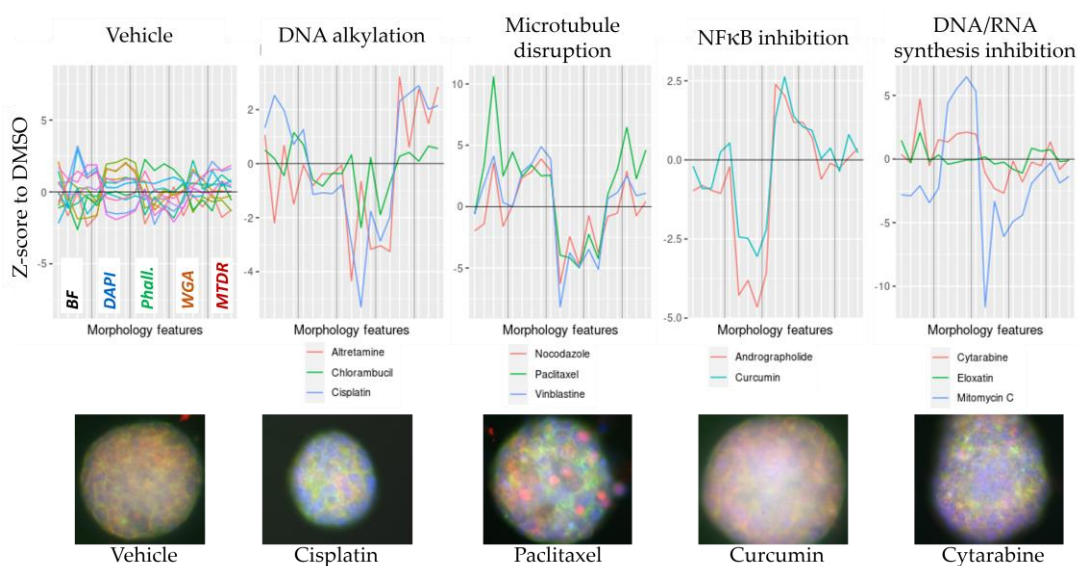 Vehicle
DNA alkylation
Microtubule
disruption
NFκB inhibition
DNA/RNA
synthesis inhibition
Z-score to DMSO
5
0
-5
BF
DAPI
Phall.
WGA
MTDR
Morphology features
2
0
-2
-4
Morphology features
10
5
0
-5
Morphology features
2.5
0.0
-2.5
-5.0
Morphology features
5
0
-5
-10
Morphology features
Altretamine
Chlorambucil
Cisplatin
Nocodazole
Paclitaxel
Vinblastine
Andrographolide
Curcumin
Cytarabine
Eloxatin
Mitomycin C
Vehicle
Cisplatin
Paclitaxel
Curcumin
Cytarabine